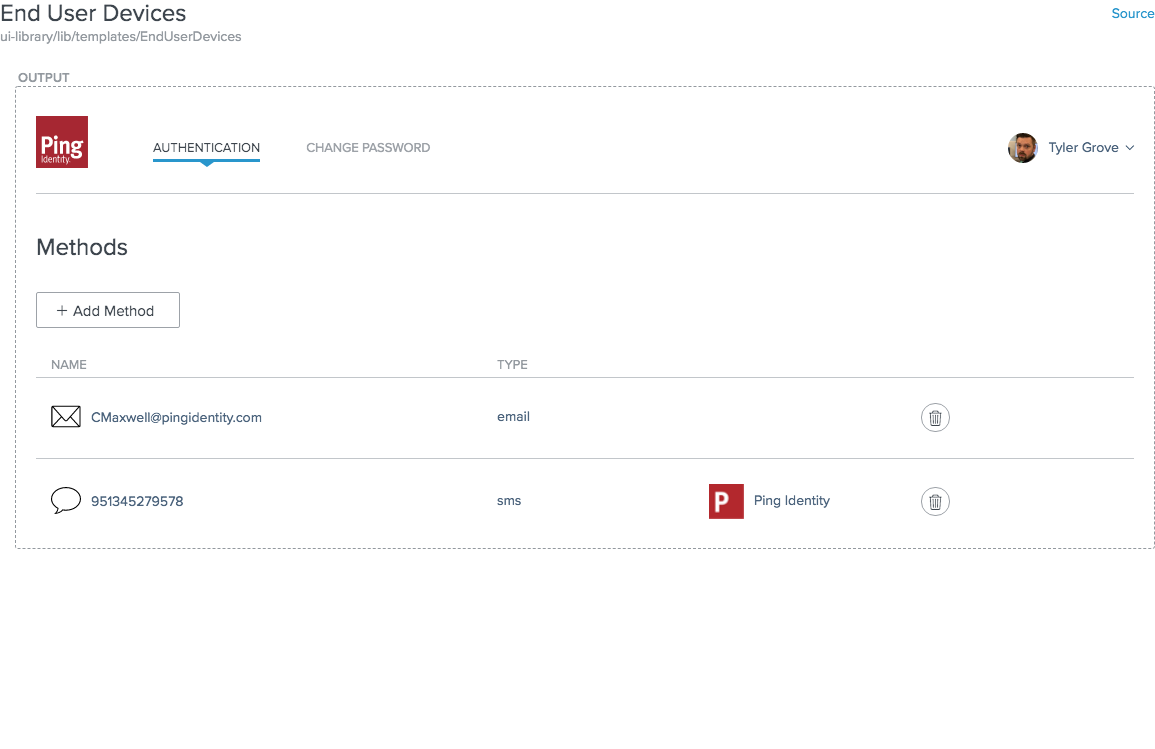 End User Devices
Source
ui-library/lib/templates/EndUserDevices
OUTPUT
Ping
Identity.
AUTHENTICATION
CHANGE PASSWORD
Tyler Grove
Methods
+ Add Method
NAME
TYPE
CMaxwell@pingidentity.com
email
951345279578
sms
P
Ping Identity